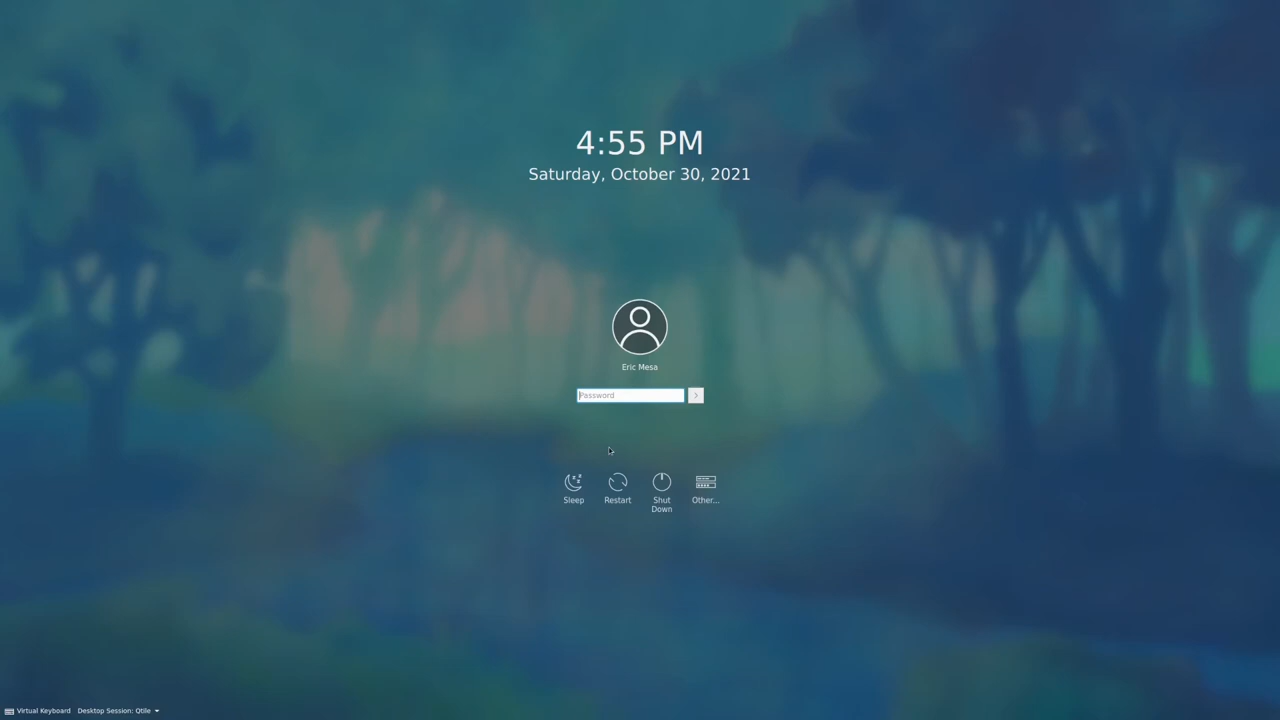 4:55 PM
Saturday, October 30, 2021
Eric Mesa
Password
Sleep
Restart
Shut
Down
Other...
Virtual Keyboard
Desktop Session: Qtile